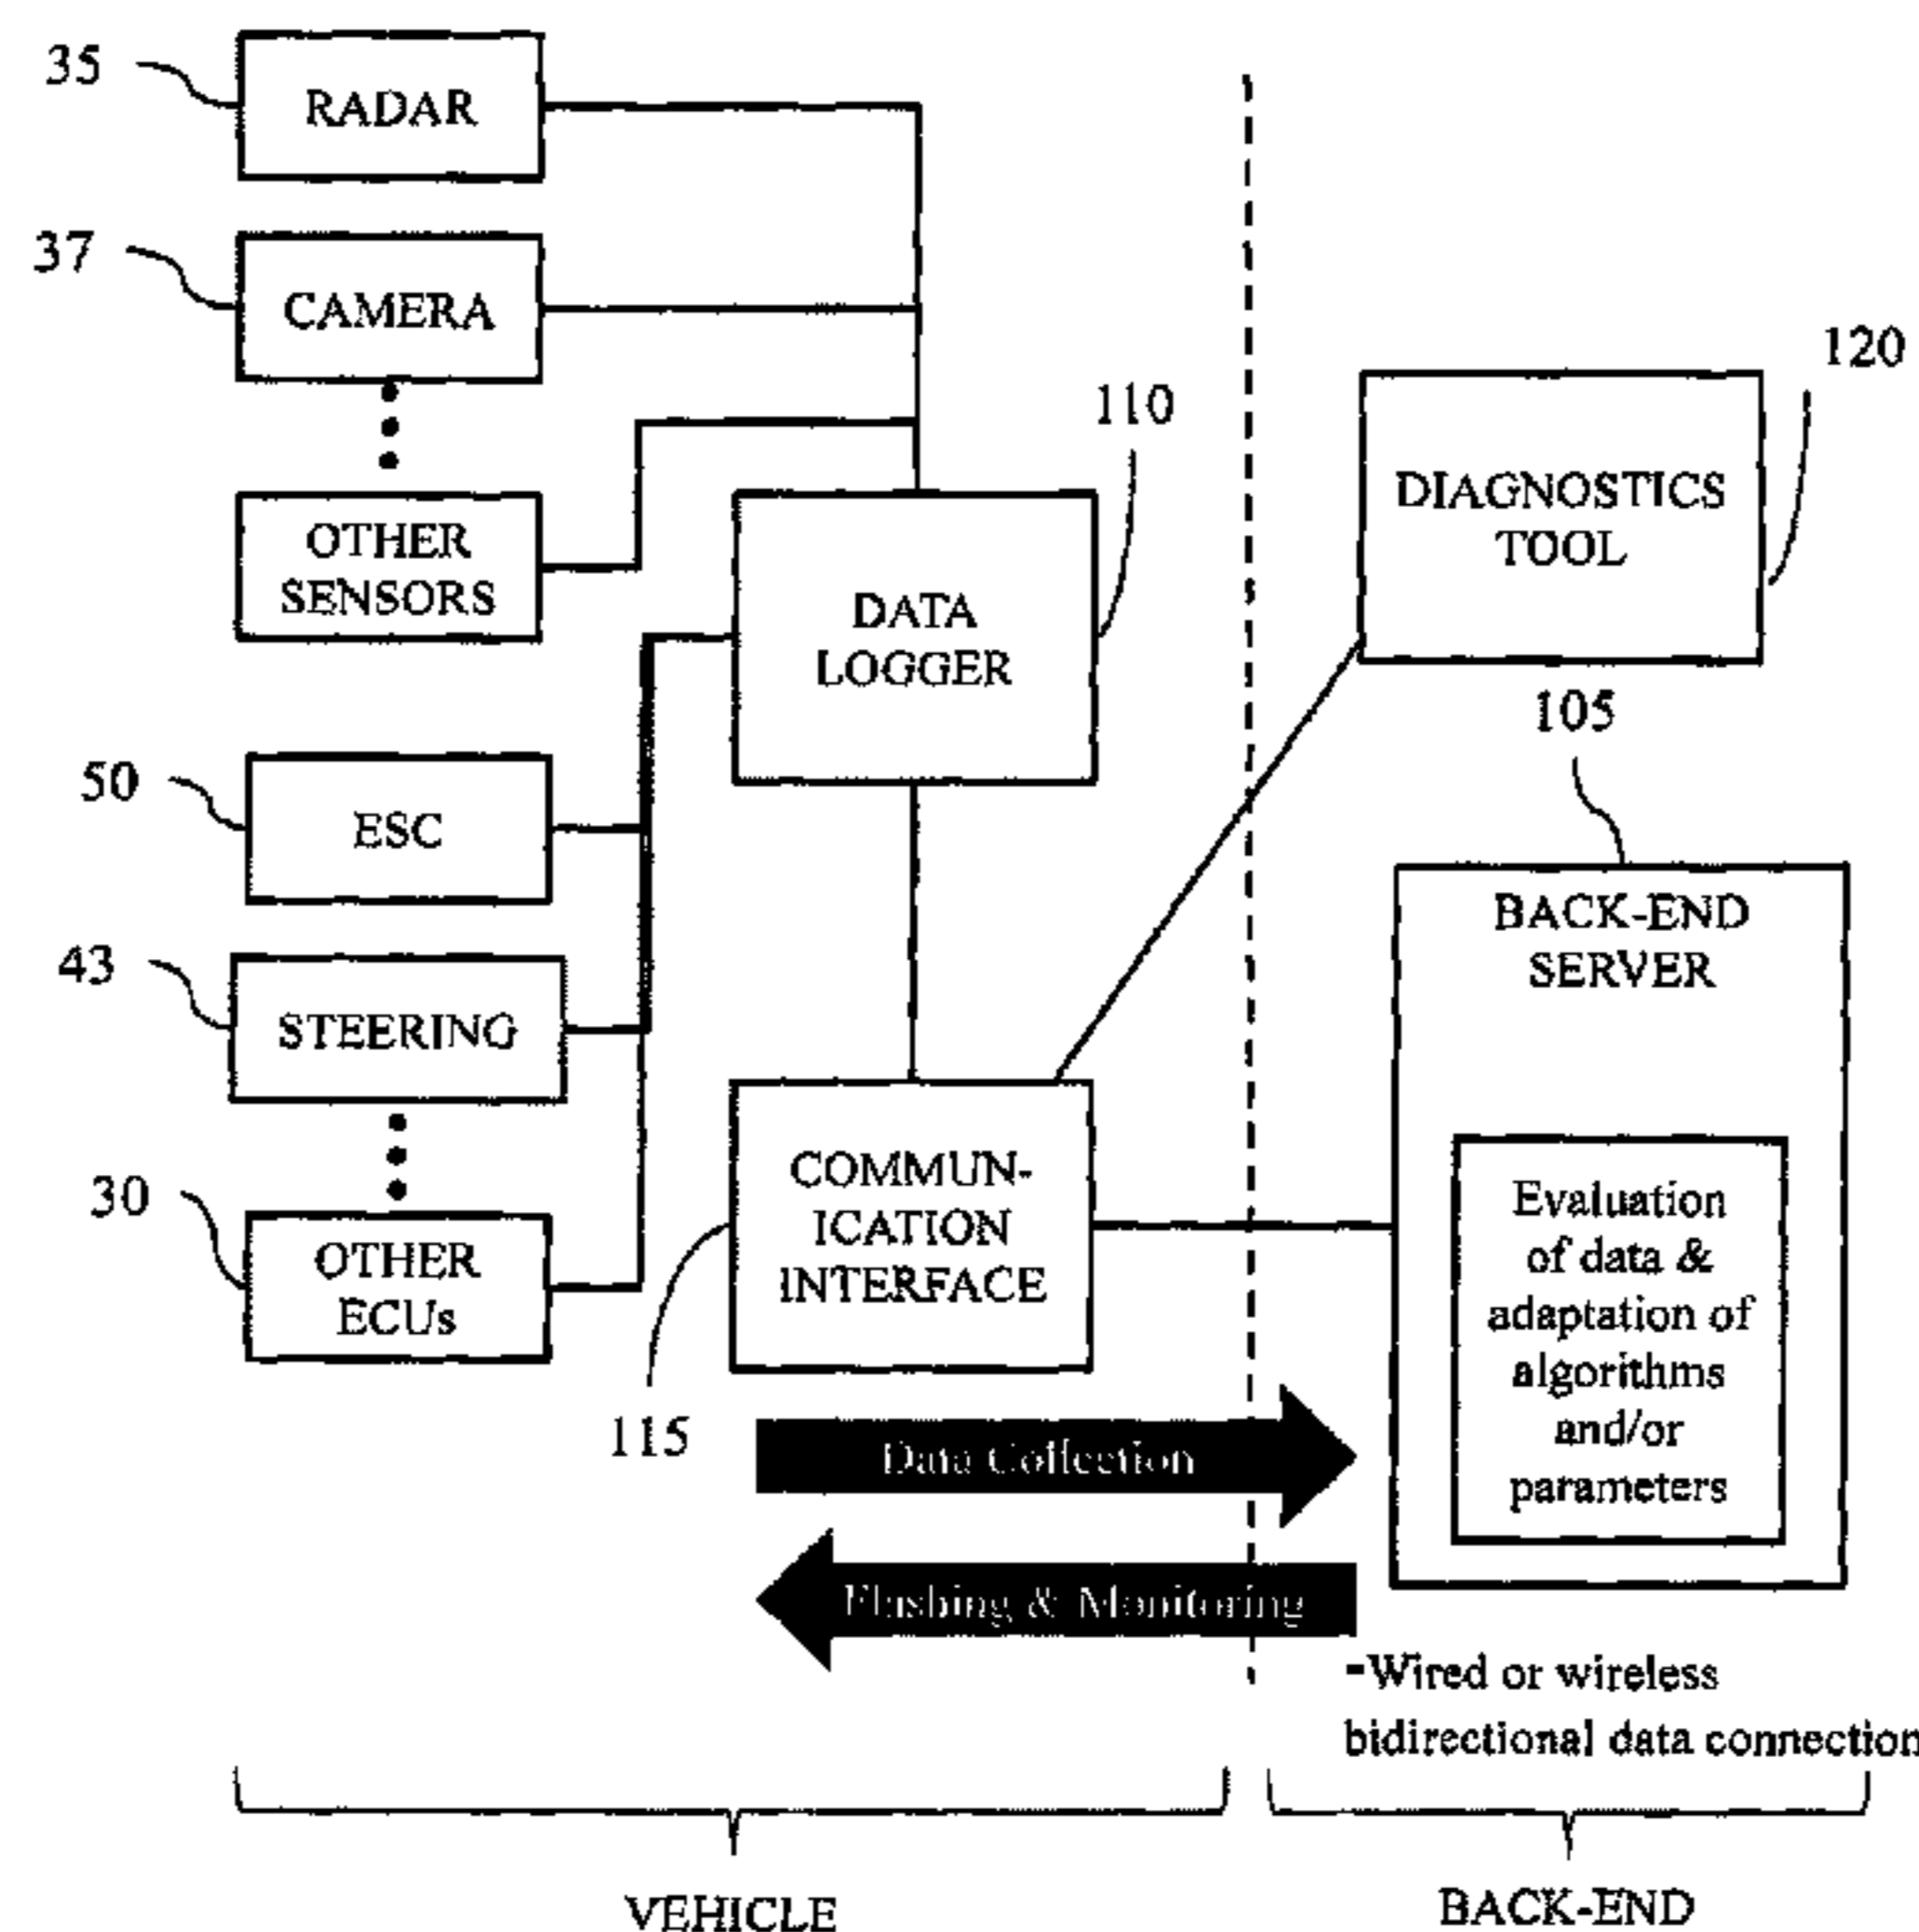 35
RADAR
37
CAMERA
OTHER
SENSORS
50
ESC
43
STEERING
30
OTHER
ECUs
110
DATA
LOGGER
COMMUN-
ICATION
INTERFACE
115
120
DIAGNOSTICS
TOOL
105
BACK-END
SERVER
Evaluation
of data &
adaptation of
algorithms
and/or
parameters
Data Collection
Flashing & Monitoring
-Wired or wireless
bidirectional data connection
VEHICLE
BACK-END